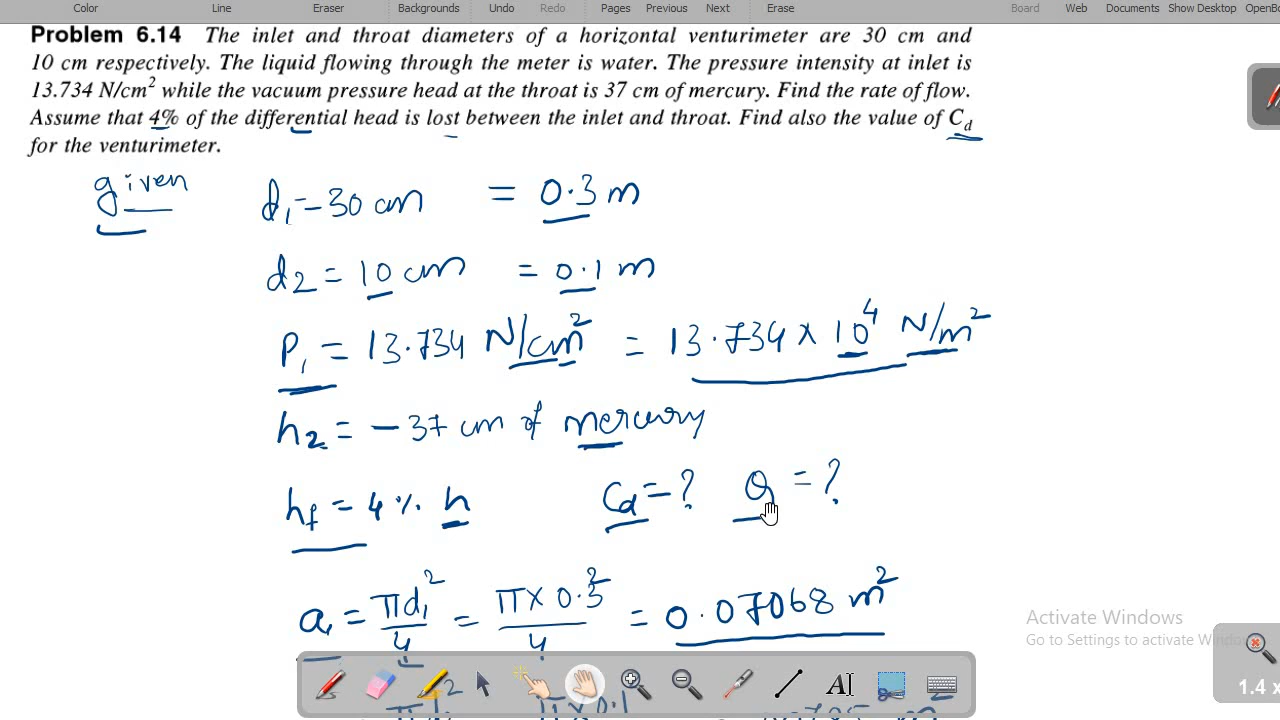 Color Line Eraser Backgrounds Undo Redo Pages Previous Next Erase Board Web Documents Show Desktop
Problem 6.14 The inlet and throat diameters of a horizontal venturimeter are 30 cm and
10 cm respectively. The liquid flowing through the meter is water. The pressure intensity at inlet is
13.734 N/cm² while the vacuum pressure head at the throat is 37 cm of mercury. Find the rate of flow.
Assume that 4% of the differential head is lost between the inlet and throat. Find also the value of C_d
for the venturimeter.
given d₁ = 30 cm = 0.3 m
d₂ = 10 cm = 0.1 m
P₁ = 13.734 N/cm² = 13.734 × 10⁴ N/m²
h₂ = - 37 cm of mercury
h_f = 4 % h C_d = ? Q = ?
a₁ = πd₁²/4 = π × 0.3²/4 = 0.07068 m²
Activate Windows
Go to Settings to activate
1.4 x